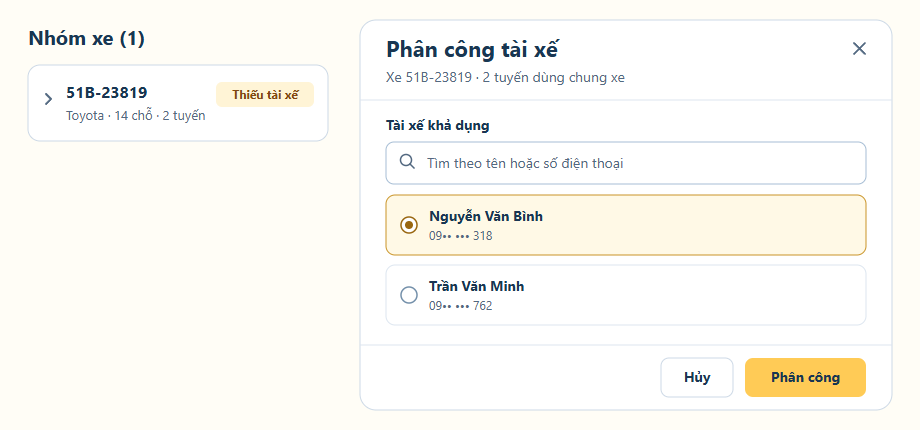 Nhóm xe (1)
51B-23819
Thiếu tài xế
Toyota · 14 chỗ · 2 tuyến
Phân công tài xế
Xe 51B-23819 · 2 tuyến dùng chung xe
Tài xế khả dụng
Tìm theo tên hoặc số điện thoại
Nguyễn Văn Bình
09•• ••• 318
Trần Văn Minh
09•• ••• 762
Hủy
Phân công